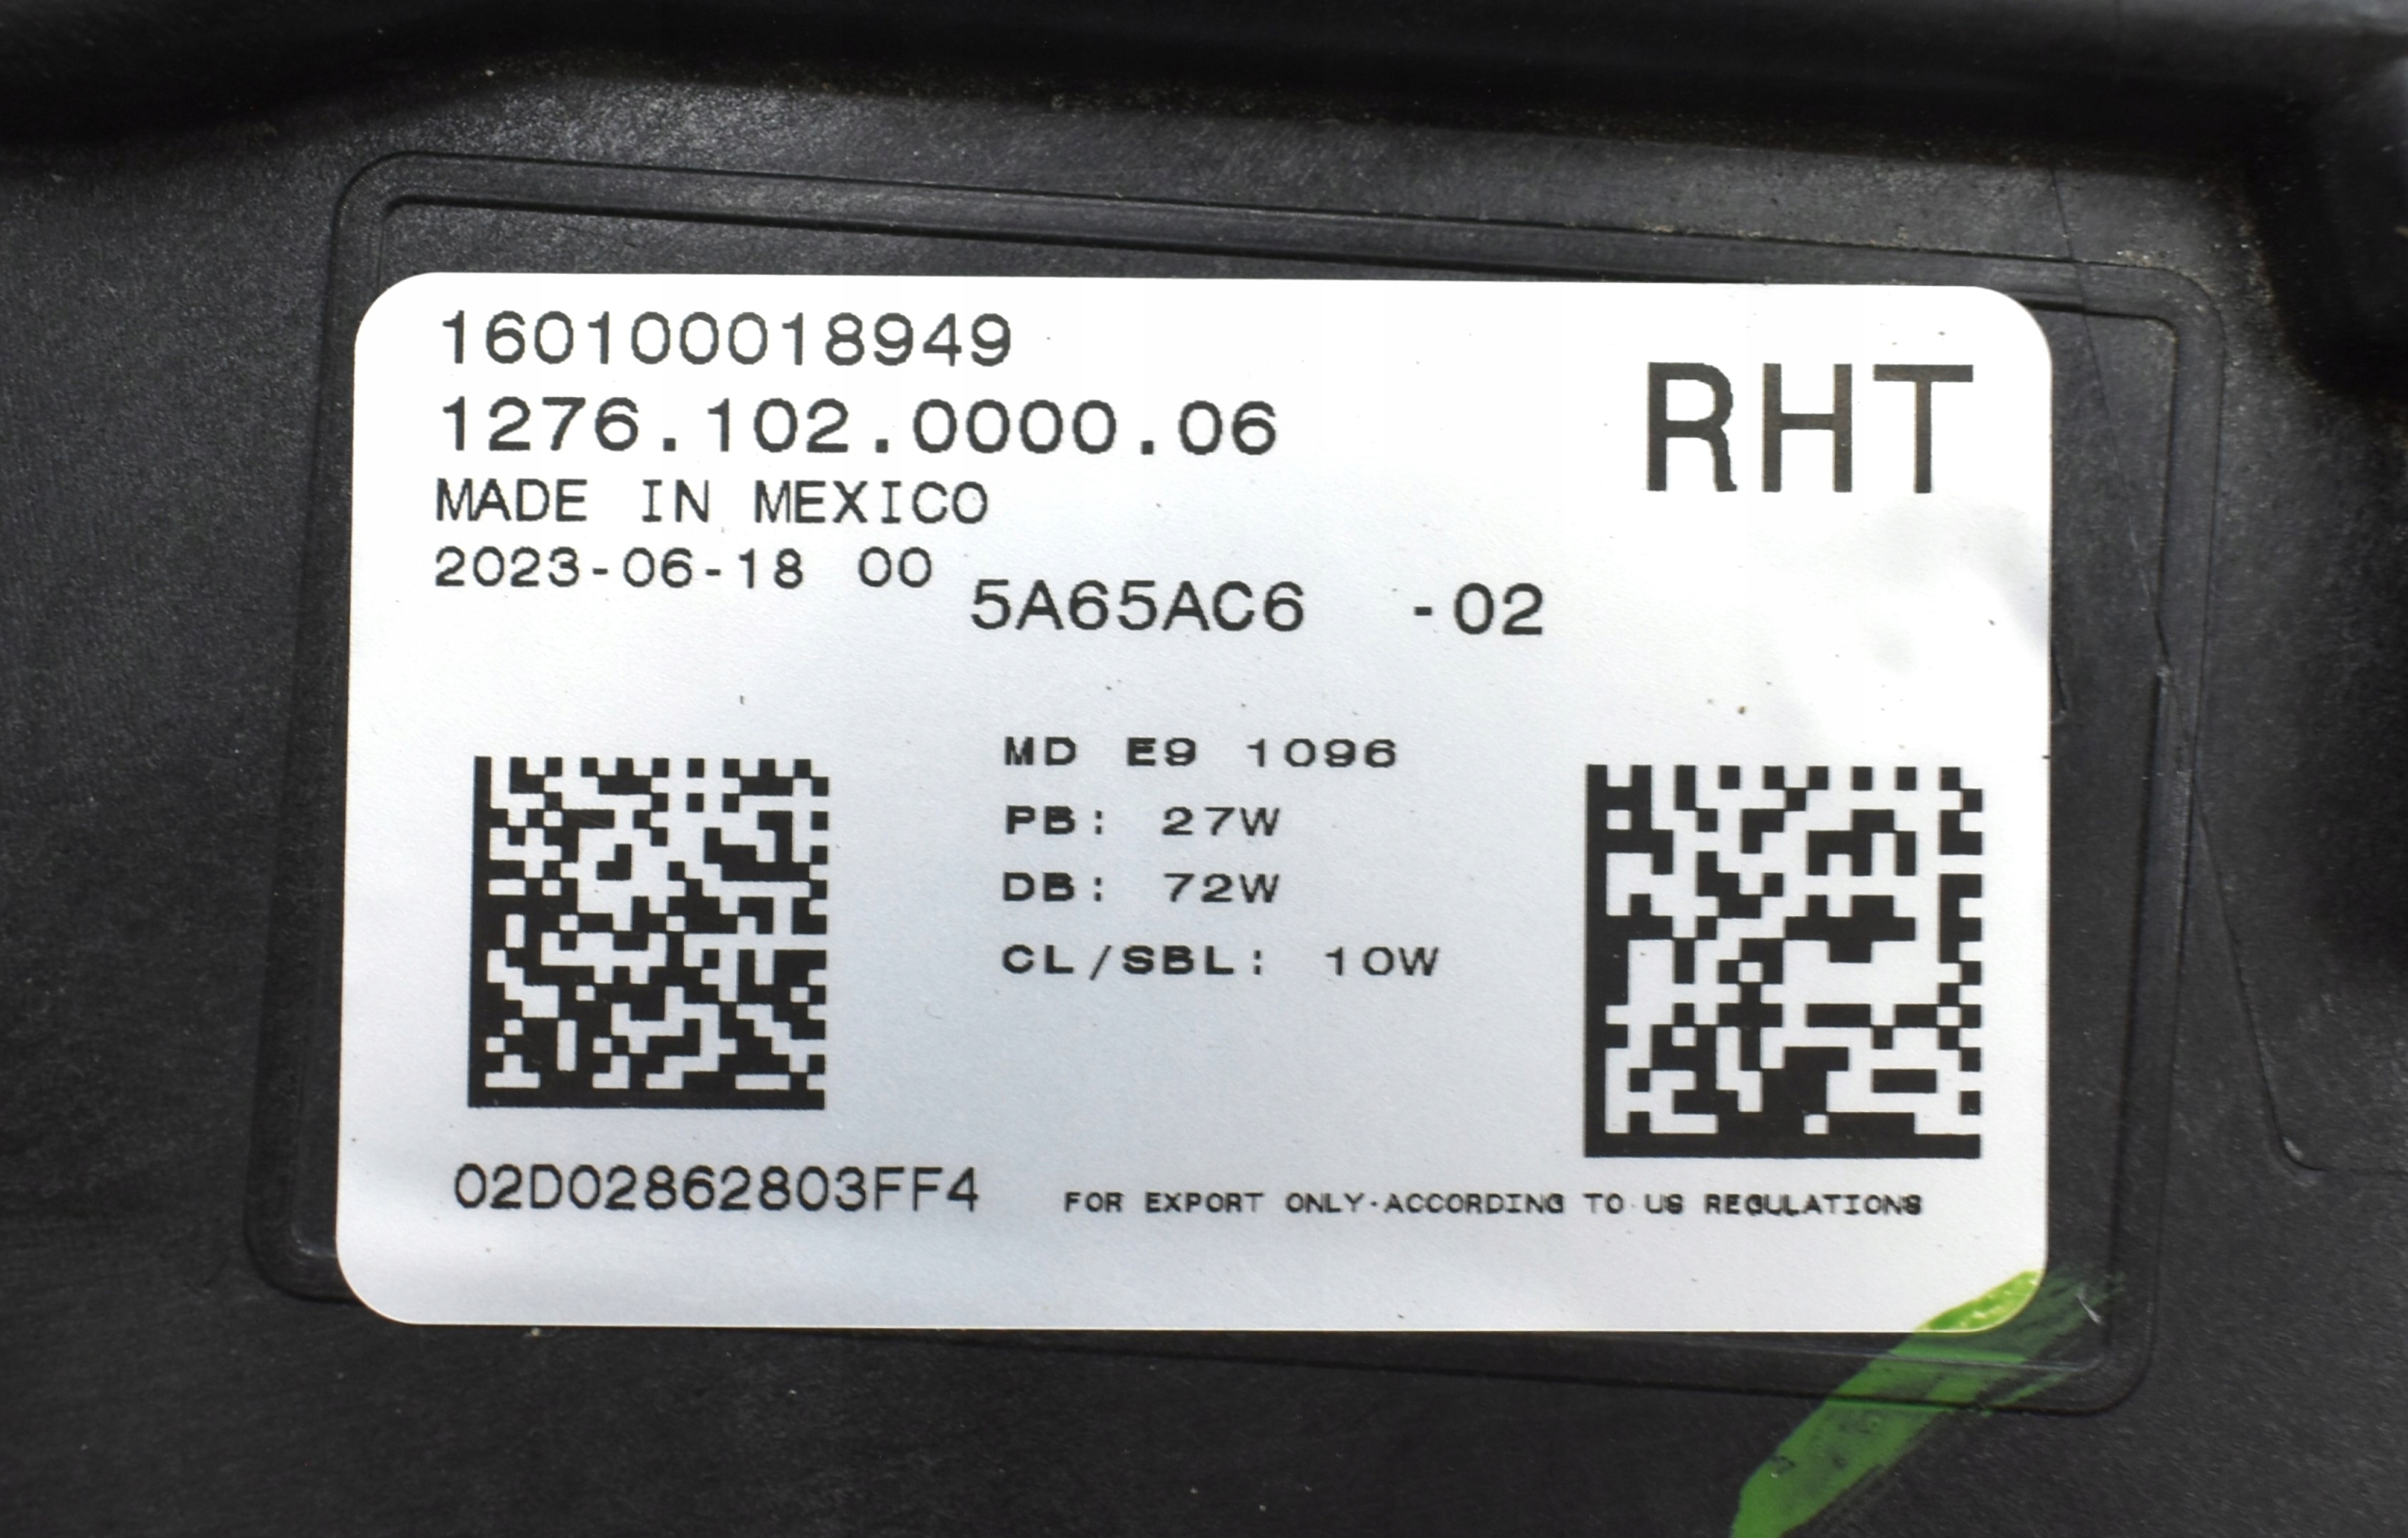 160100018949
1276.102.0000.06
RHT
MADE IN MEXICO
2023-06-18 00
5A65AC6 -02
MD E9 1096
PB: 27W
DB: 72W
CL/SBL: 10W
02D02862803FF4
FOR EXPORT ONLY-ACCORDING TO US REGULATIONS